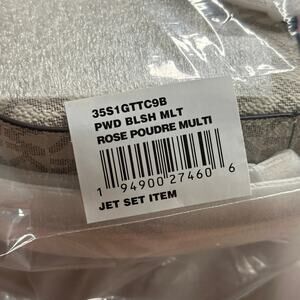 35S1GTTC9B
PWD BLSH MLT
ROSE POUDRE MULTI
1 94900 27460 6
JET SET ITEM